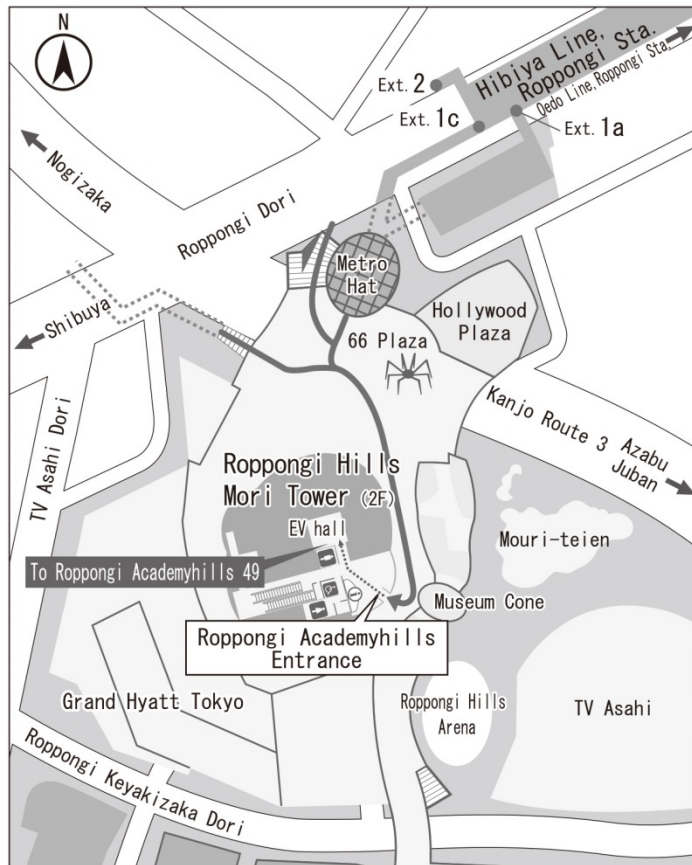 N
Hibiya Line,
Roppongi Sta.
Oedo Line, Roppongi Sta.
Ext. 2
Ext. 1c
Ext. 1a
Nogizaka
Roppongi Dori
Metro
Hat
Hollywood
Plaza
Shibuya
66 Plaza
Kanjo Route 3
Azabu
Juban
TV Asahi Dori
Roppongi Hills
Mori Tower (2F)
EV hall
Mouri-teien
To Roppongi Academyhills 49
Museum Cone
Roppongi Academyhills
Entrance
Grand Hyatt Tokyo
Roppongi Hills
Arena
TV Asahi
Roppongi Keyakizaka Dori